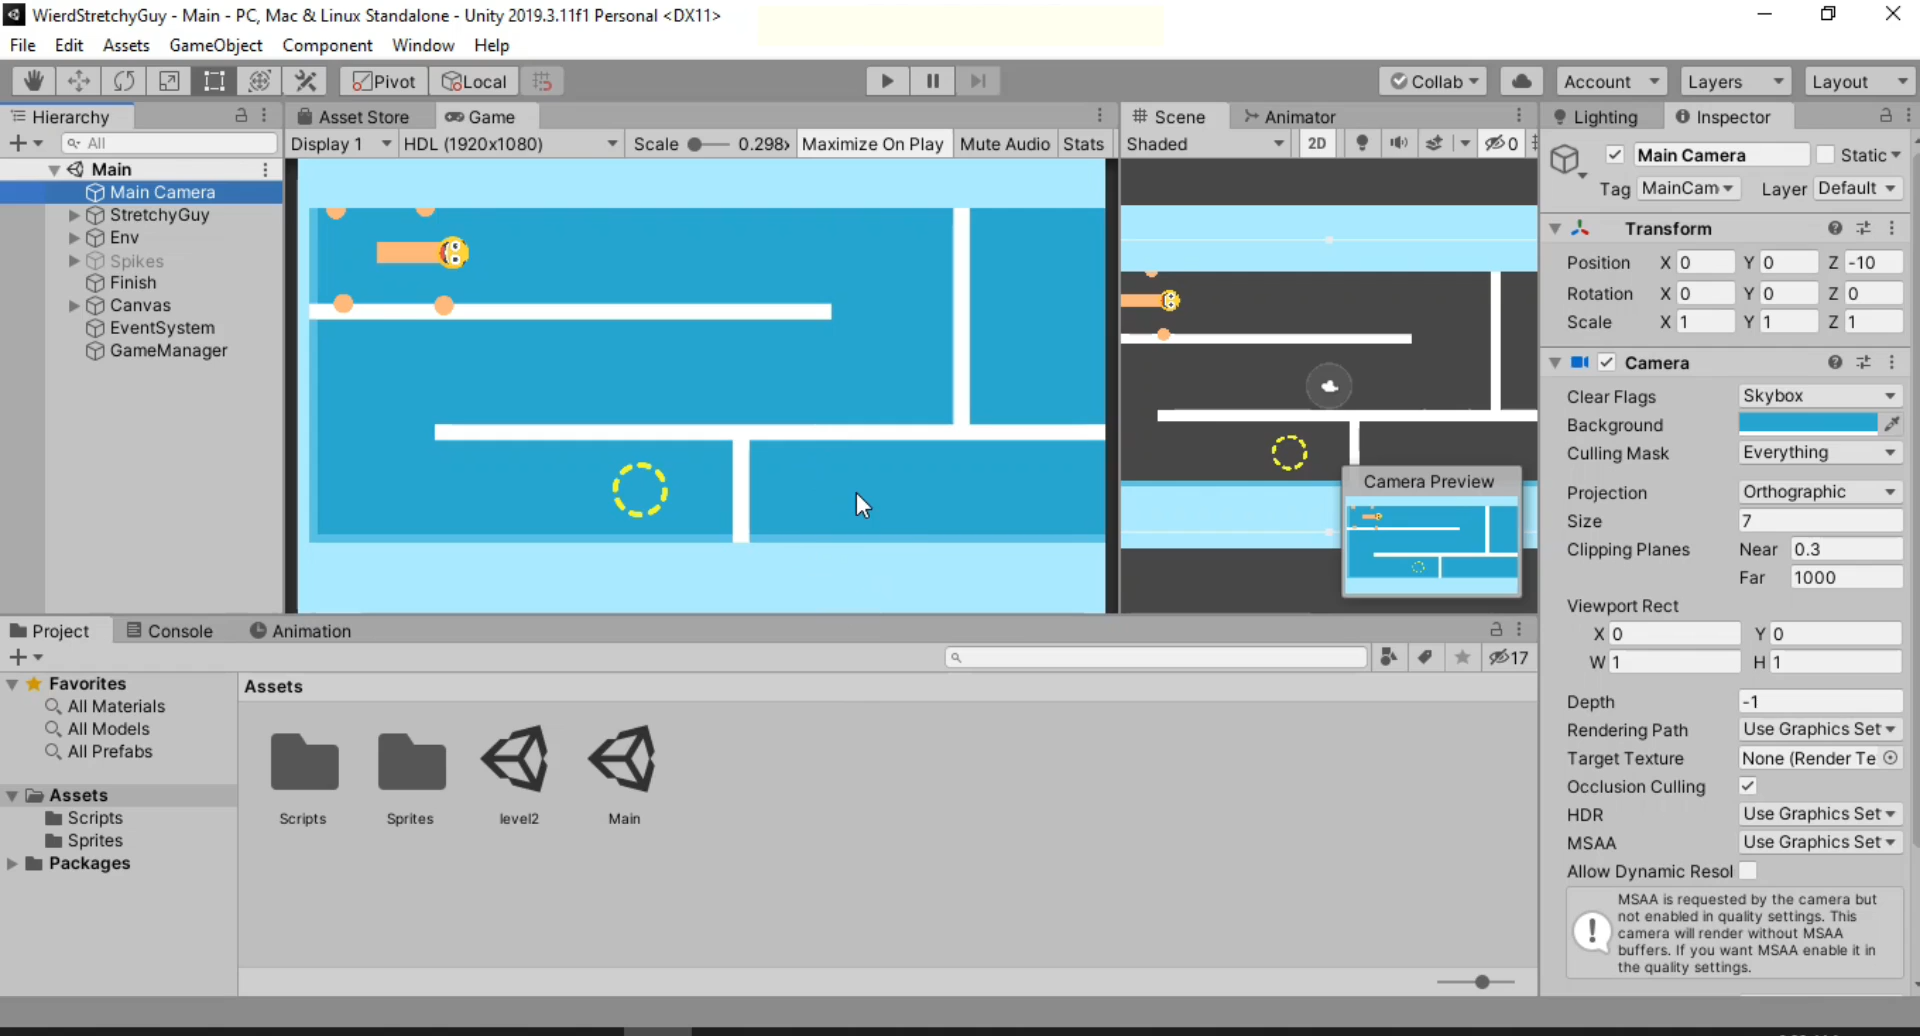 WierdStretchyGuy - Main - PC, Mac & Linux Standalone - Unity 2019.3.11f1 Personal <DX11>
File Edit Assets GameObject Component Window Help
Pivot Local Collab Account Layers Layout
Hierarchy
All
Main
Main Camera
StretchyGuy
Env
Spikes
Finish
Canvas
EventSystem
GameManager
Asset Store Game
Display 1 HDL (1920x1080) Scale 0.298x Maximize On Play Mute Audio Stats
Scene Animator
Shaded 2D 0
Camera Preview
Lighting Inspector
Main Camera Static
Tag MainCam Layer Default
Transform
Position X 0 Y 0 Z -10
Rotation X 0 Y 0 Z 0
Scale X 1 Y 1 Z 1
Camera
Clear Flags Skybox
Background
Culling Mask Everything
Projection Orthographic
Size 7
Clipping Planes Near 0.3
Far 1000
Viewport Rect
X 0 Y 0
W 1 H 1
Depth -1
Rendering Path Use Graphics Set
Target Texture None (Render Te
Occlusion Culling
HDR Use Graphics Set
MSAA Use Graphics Set
Allow Dynamic Resol
MSAA is requested by the camera but
not enabled in quality settings. This
camera will render without MSAA
buffers. If you want MSAA enable it in
the quality settings.
Project Console Animation
17
Favorites
All Materials
All Models
All Prefabs
Assets
Scripts
Sprites
Packages
Assets
Scripts Sprites level2 Main